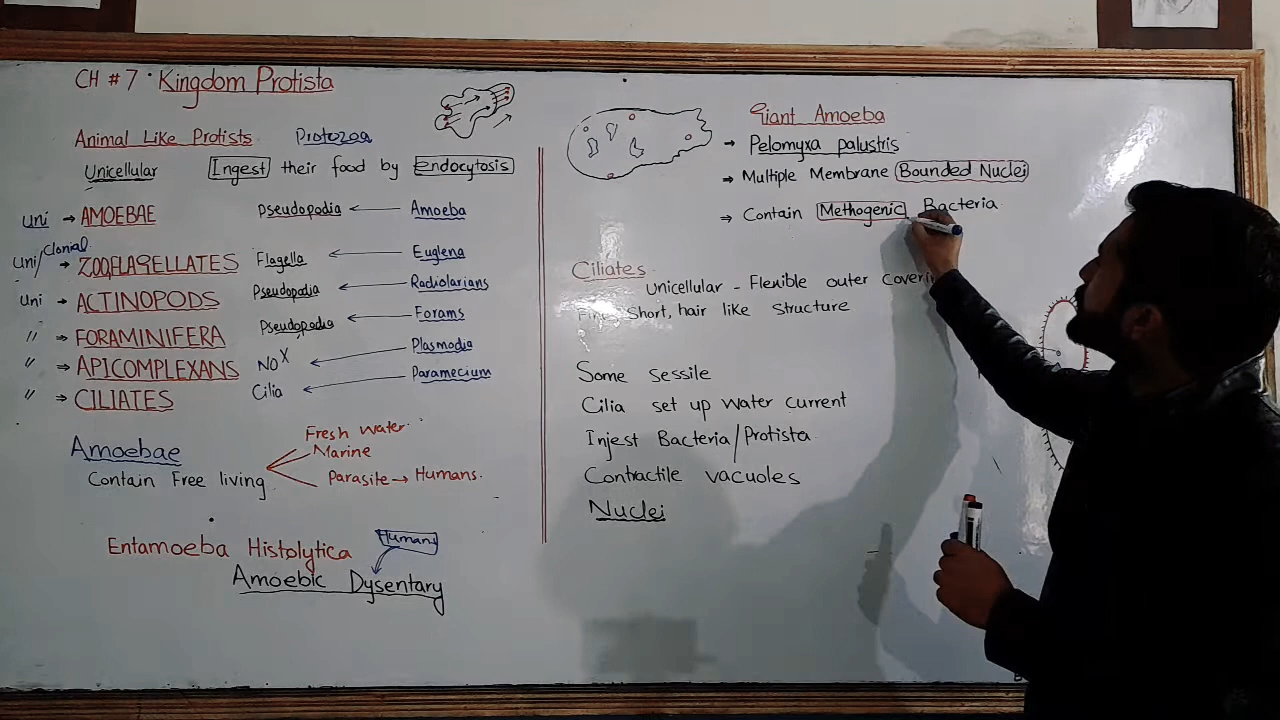 CH # 7 · Kingdom Protista
Animal Like Protists Protozoa
Unicellular Ingest their food by Endocytosis
Uni → AMOEBAE Pseudopodia ← Amoeba
Uni/Clonial → ZOOFLAGELLATES Flagella ← Euglena
Uni → ACTINOPODS Pseudopodia ← Radiolarians
〃 → FORAMINIFERA Pseudopodia ← Forams
〃 → APICOMPLEXANS NO X ← Plasmodia
〃 → CILIATES Cilia ← Paramecium
Amoebae
Contain Free living
Fresh Water
Marine
Parasite → Humans.
Entamoeba Histolytica
Humans
Amoebic Dysentary
Giant Amoeba
→ Pelomyxa palustris
⇒ Multiple Membrane Bounded Nuclei
⇒ Contain Methogenic Bacteria
Ciliates
Unicellular - Flexible outer
Short, hair like structure
Some sessile
Cilia set up water current
Injest Bacteria/Protista
Contractile vacuoles
Nuclei